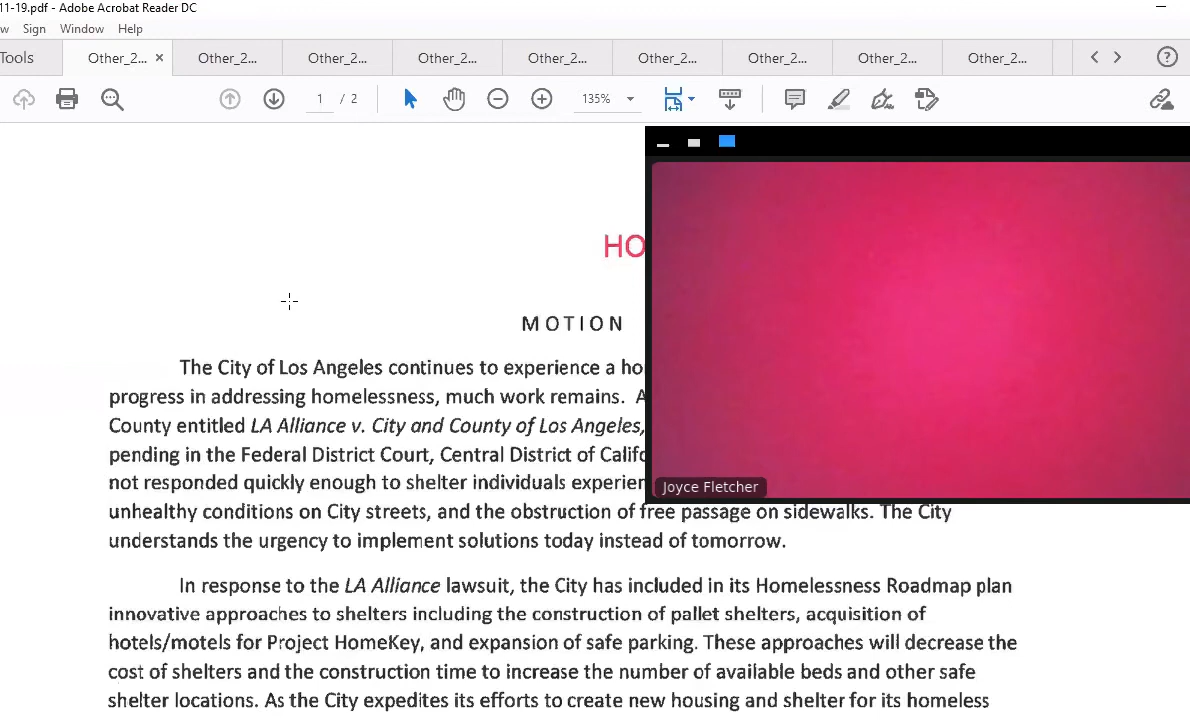 11-19.pdf - Adobe Acrobat Reader DC
w Sign Window Help
Tools Other_2... × Other_2... Other_2... Other_2... Other_2... Other_2... Other_2... Other_2... Other_2...
1 / 2 135%
HO
MOTION
The City of Los Angeles continues to experience a ho
progress in addressing homelessness, much work remains. A
County entitled LA Alliance v. City and County of Los Angeles,
pending in the Federal District Court, Central District of Califo
not responded quickly enough to shelter individuals experien
Joyce Fletcher
unhealthy conditions on City streets, and the obstruction of free passage on sidewalks. The City
understands the urgency to implement solutions today instead of tomorrow.
In response to the LA Alliance lawsuit, the City has included in its Homelessness Roadmap plan
innovative approaches to shelters including the construction of pallet shelters, acquisition of
hotels/motels for Project HomeKey, and expansion of safe parking. These approaches will decrease the
cost of shelters and the construction time to increase the number of available beds and other safe
shelter locations. As the City expedites its efforts to create new housing and shelter for its homeless